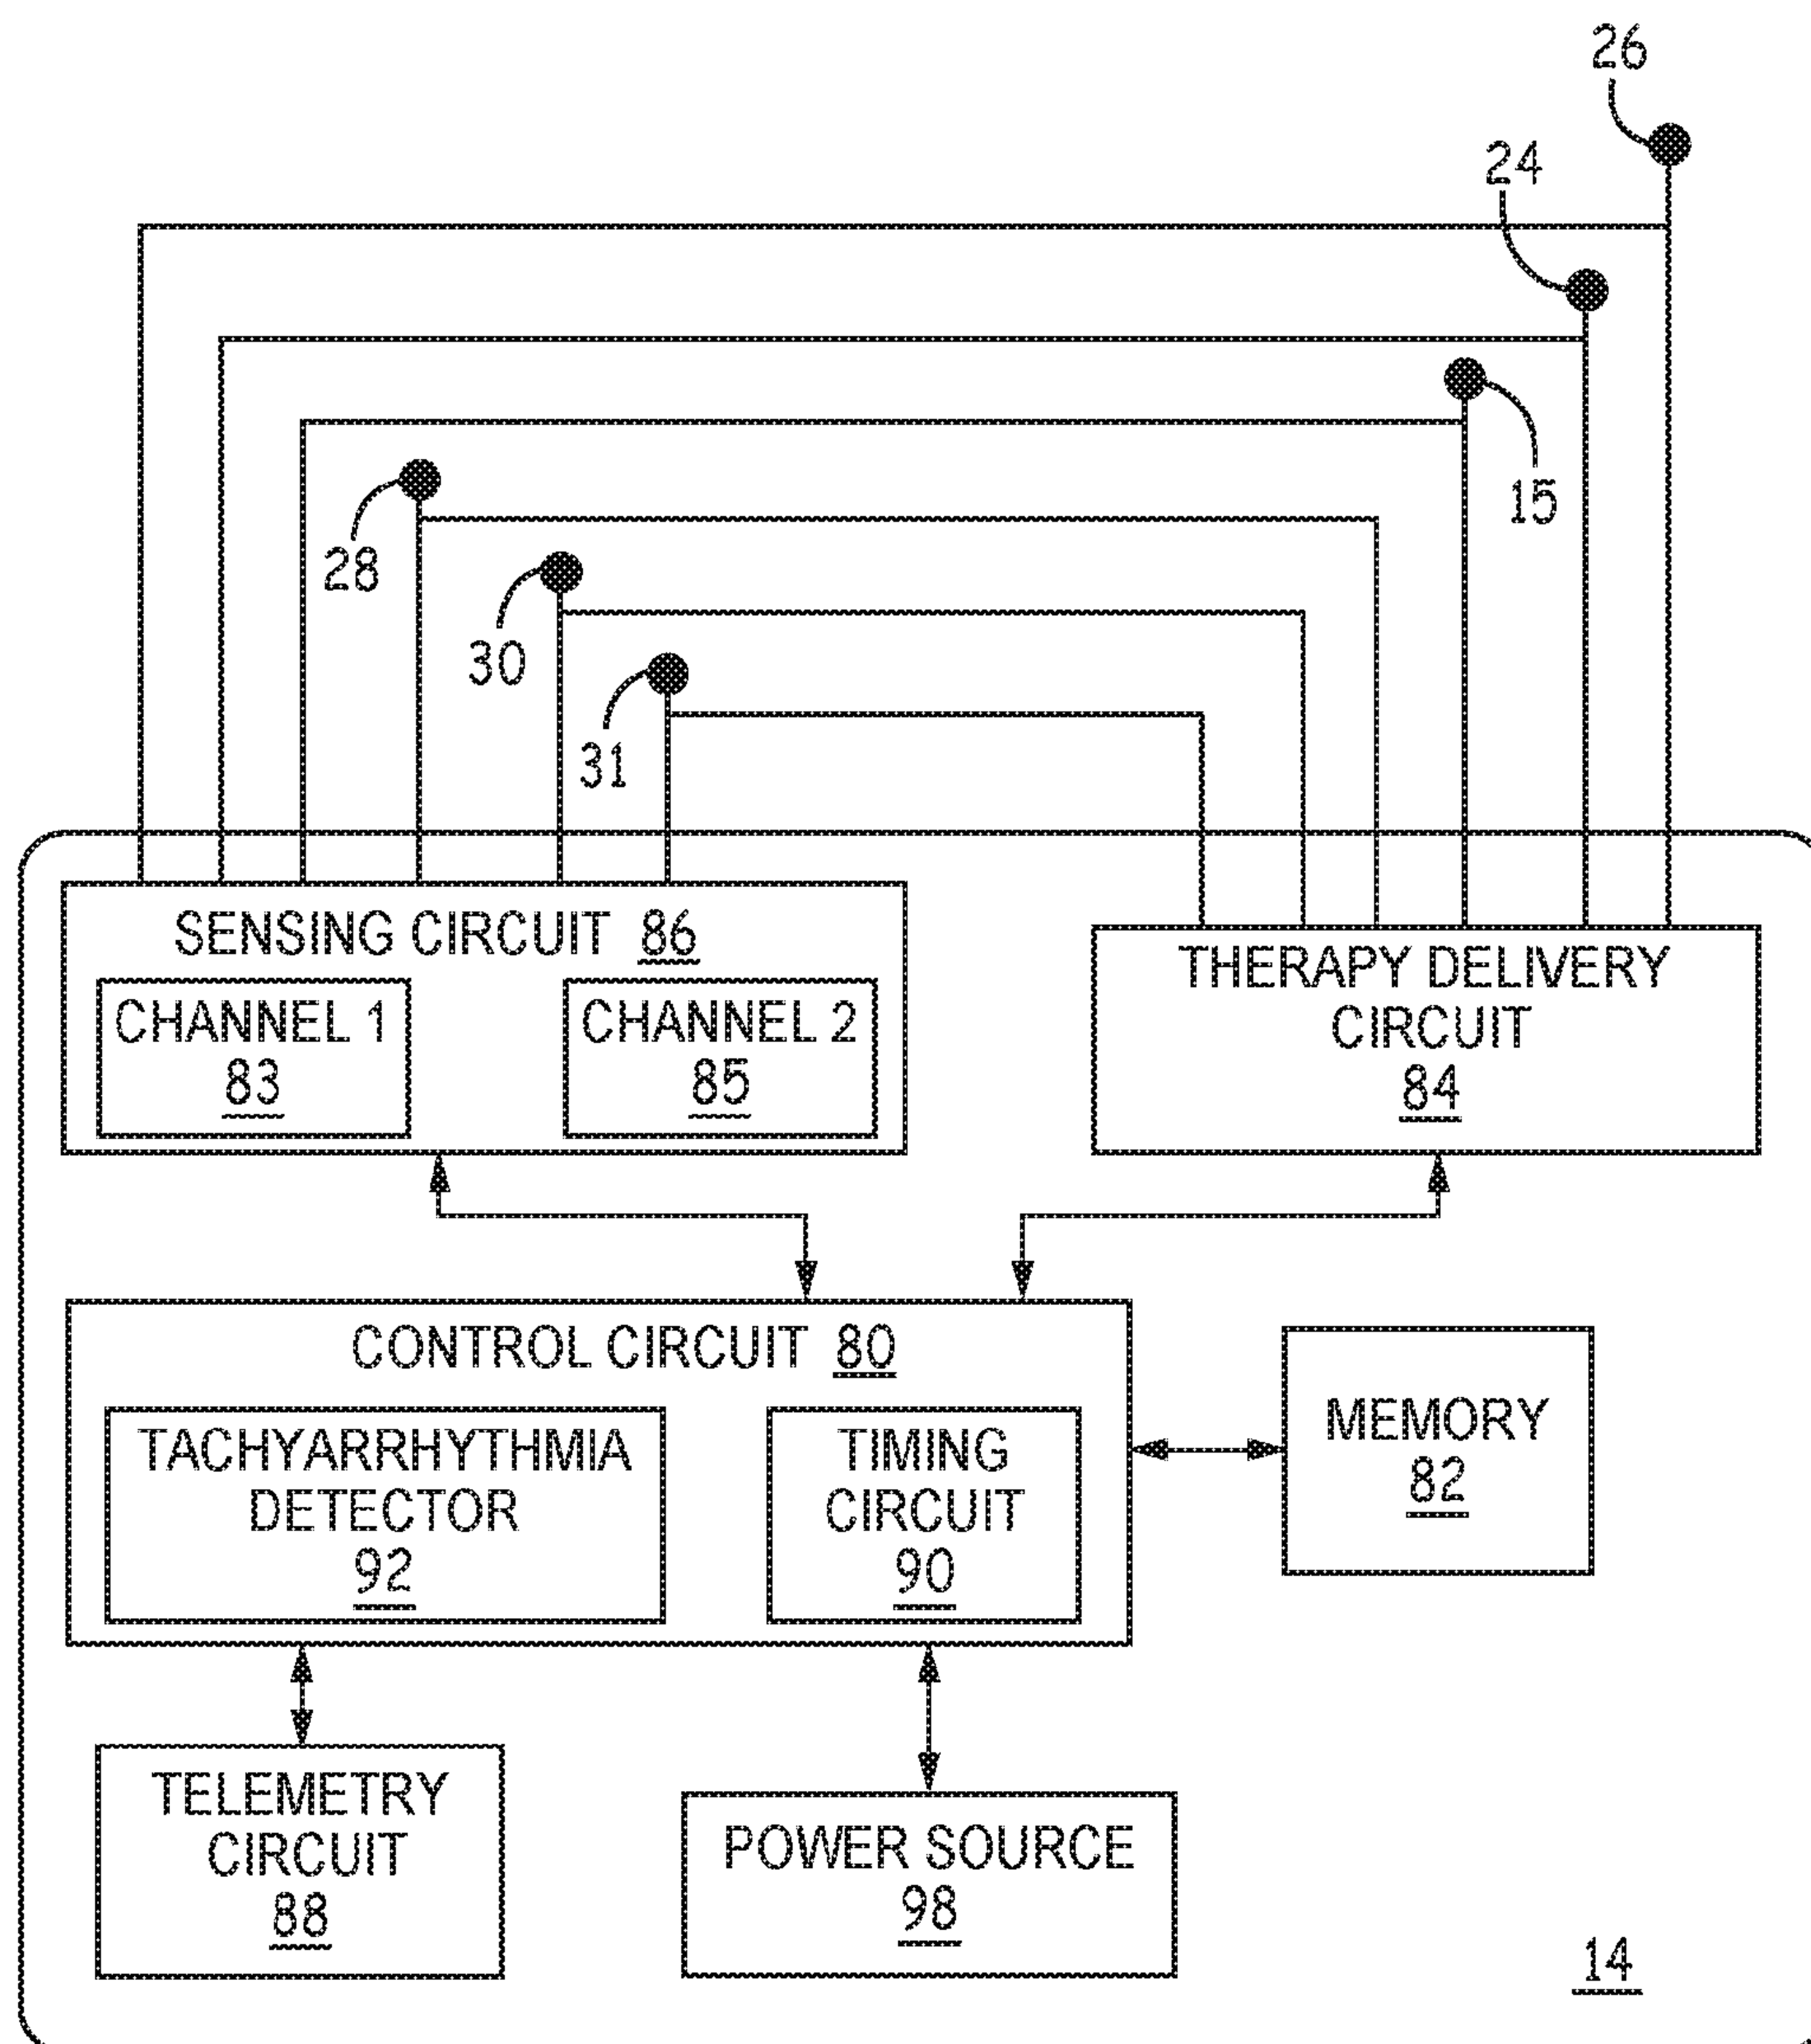 26
24
15
28
30
31
SENSING CIRCUIT 86
CHANNEL 1
83
CHANNEL 2
85
THERAPY DELIVERY
CIRCUIT
84
CONTROL CIRCUIT 80
TACHYARRHYTHMIA
DETECTOR
92
TIMING
CIRCUIT
90
MEMORY
82
TELEMETRY
CIRCUIT
88
POWER SOURCE
98
14